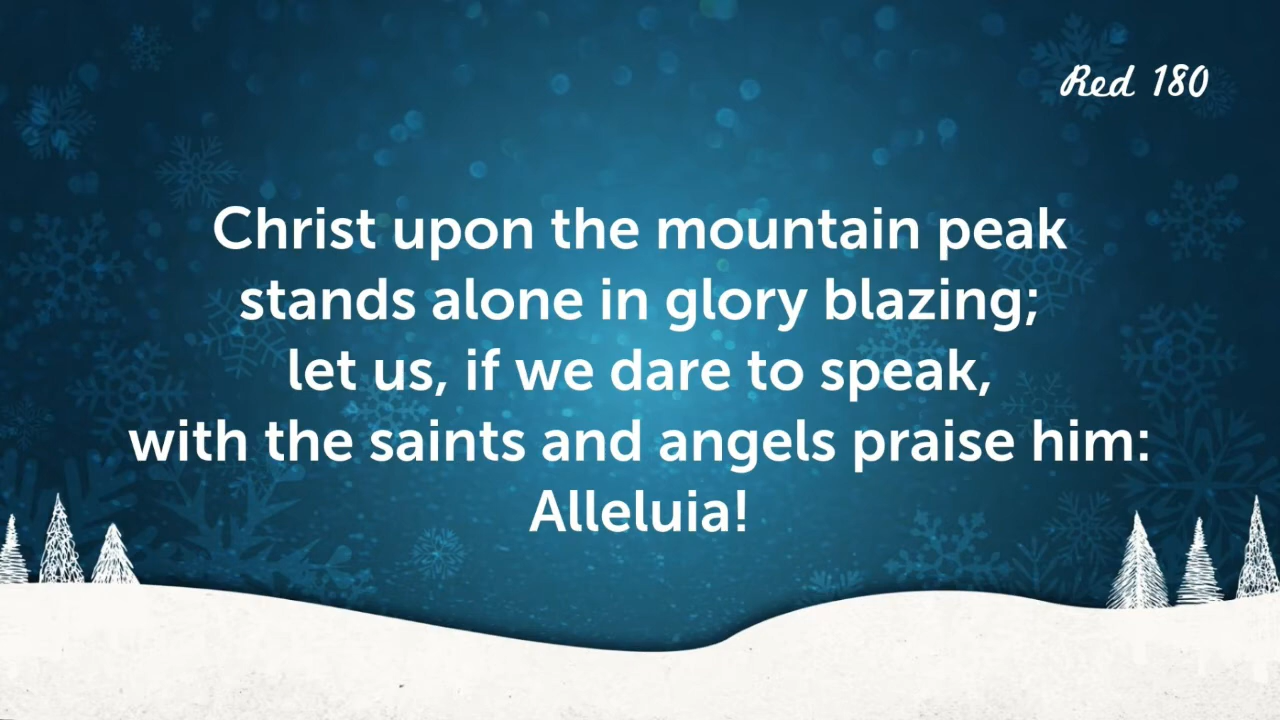 Red 180
Christ upon the mountain peak
stands alone in glory blazing;
let us, if we dare to speak,
with the saints and angels praise him:
Alleluia!